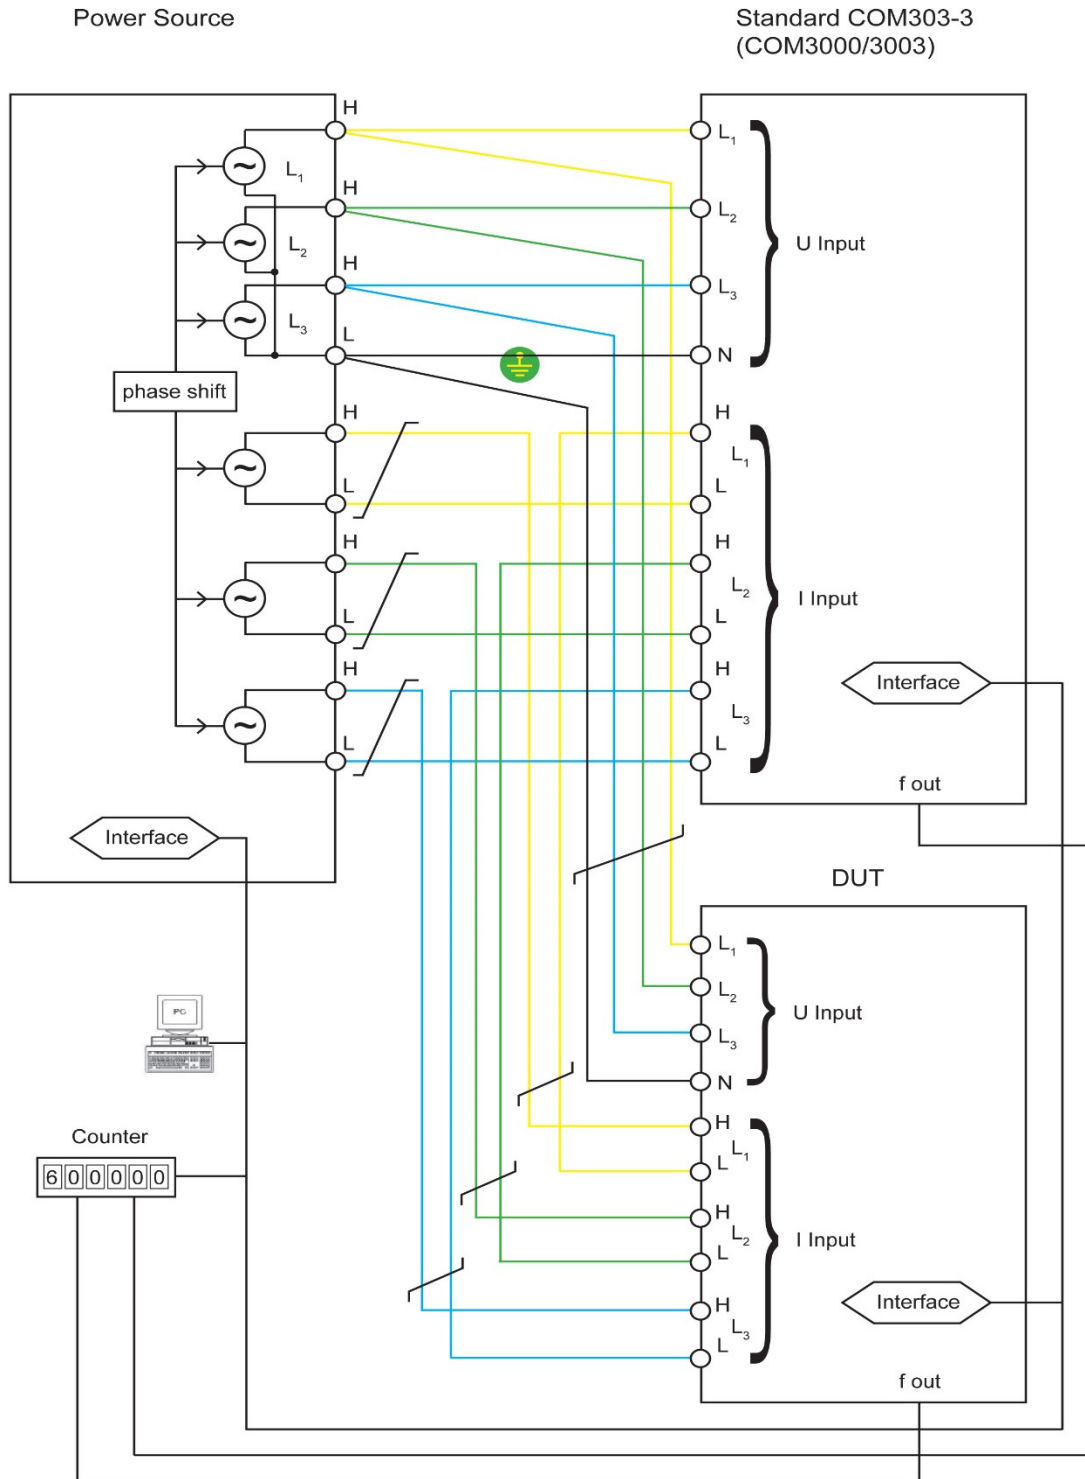 Power Source
Standard COM303-3
(COM3000/3003)
H
L1
H
L2
H
L3
L
phase shift
H
L
H
L
H
L
Interface
L1
L2
L3
N
U Input
H
L1
L
H
L2
L
H
L3
L
I Input
Interface
f out
DUT
L1
L2
L3
N
U Input
H
L1
L
H
L2
L
H
L3
L
I Input
Interface
f out
PC
Counter
600000